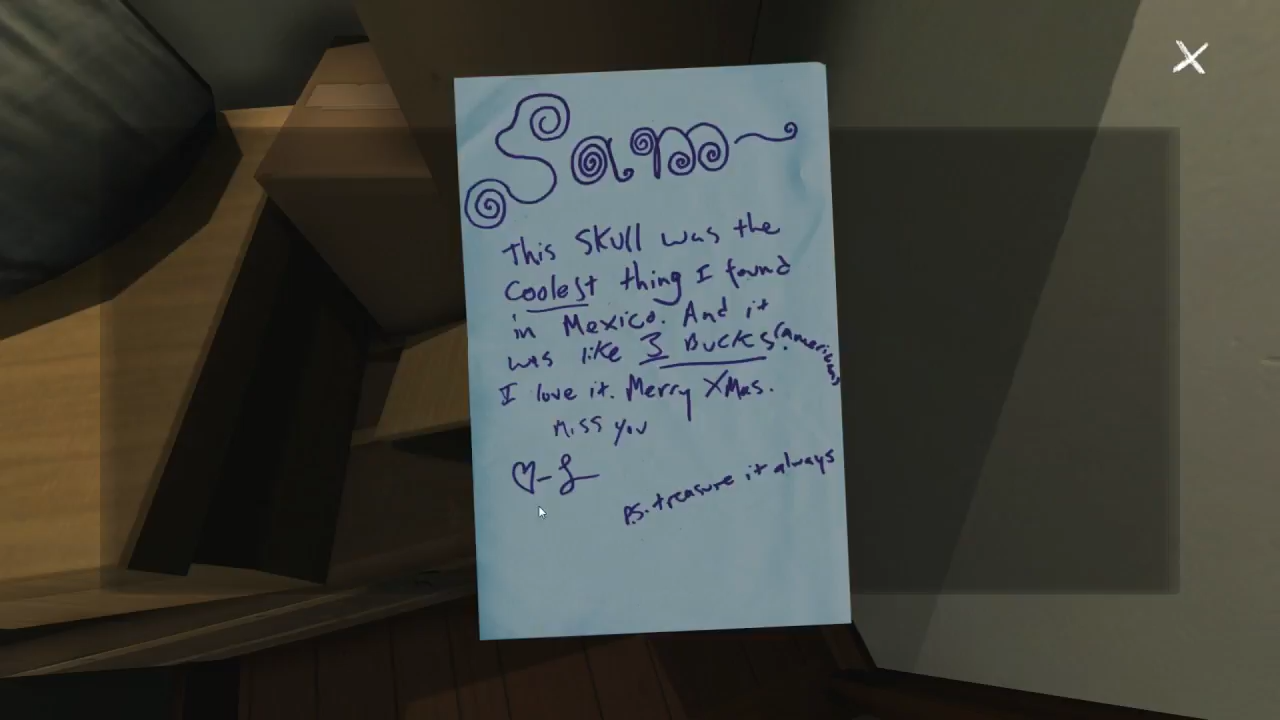 Sam~
This Skull was the
Coolest thing I found
in Mexico. And it
was like 3 Bucks. (American)
I love it. Merry XMas.
Miss you
♡-L
P.S. treasure it always